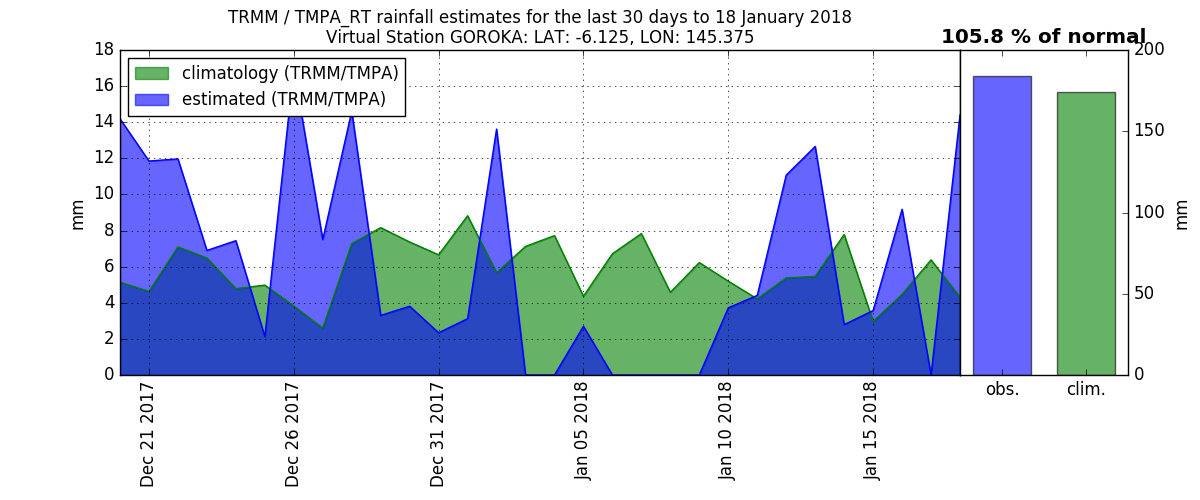 TRMM / TMPA_RT rainfall estimates for the last 30 days to 18 January 2018
Virtual Station GOROKA: LAT: -6.125, LON: 145.375
105.8 % of normal
climatology (TRMM/TMPA)
estimated (TRMM/TMPA)
18
16
14
12
10
8
6
4
2
0
mm
Dec 21 2017
Dec 26 2017
Dec 31 2017
Jan 05 2018
Jan 10 2018
Jan 15 2018
200
150
100
50
0
mm
obs.
clim.